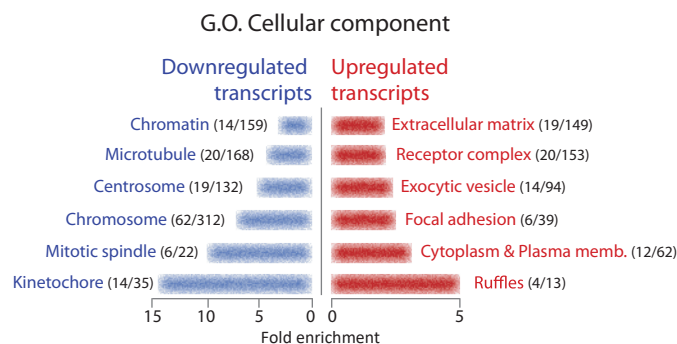 G.O. Cellular component
Downregulated transcripts
Upregulated transcripts
Chromatin (14/159)
Extracellular matrix (19/149)
Microtubule (20/168)
Receptor complex (20/153)
Centrosome (19/132)
Exocytic vesicle (14/94)
Chromosome (62/312)
Focal adhesion (6/39)
Mitotic spindle (6/22)
Cytoplasm & Plasma memb. (12/62)
Kinetochore (14/35)
Ruffles (4/13)
15 10 5 0 0 5
Fold enrichment